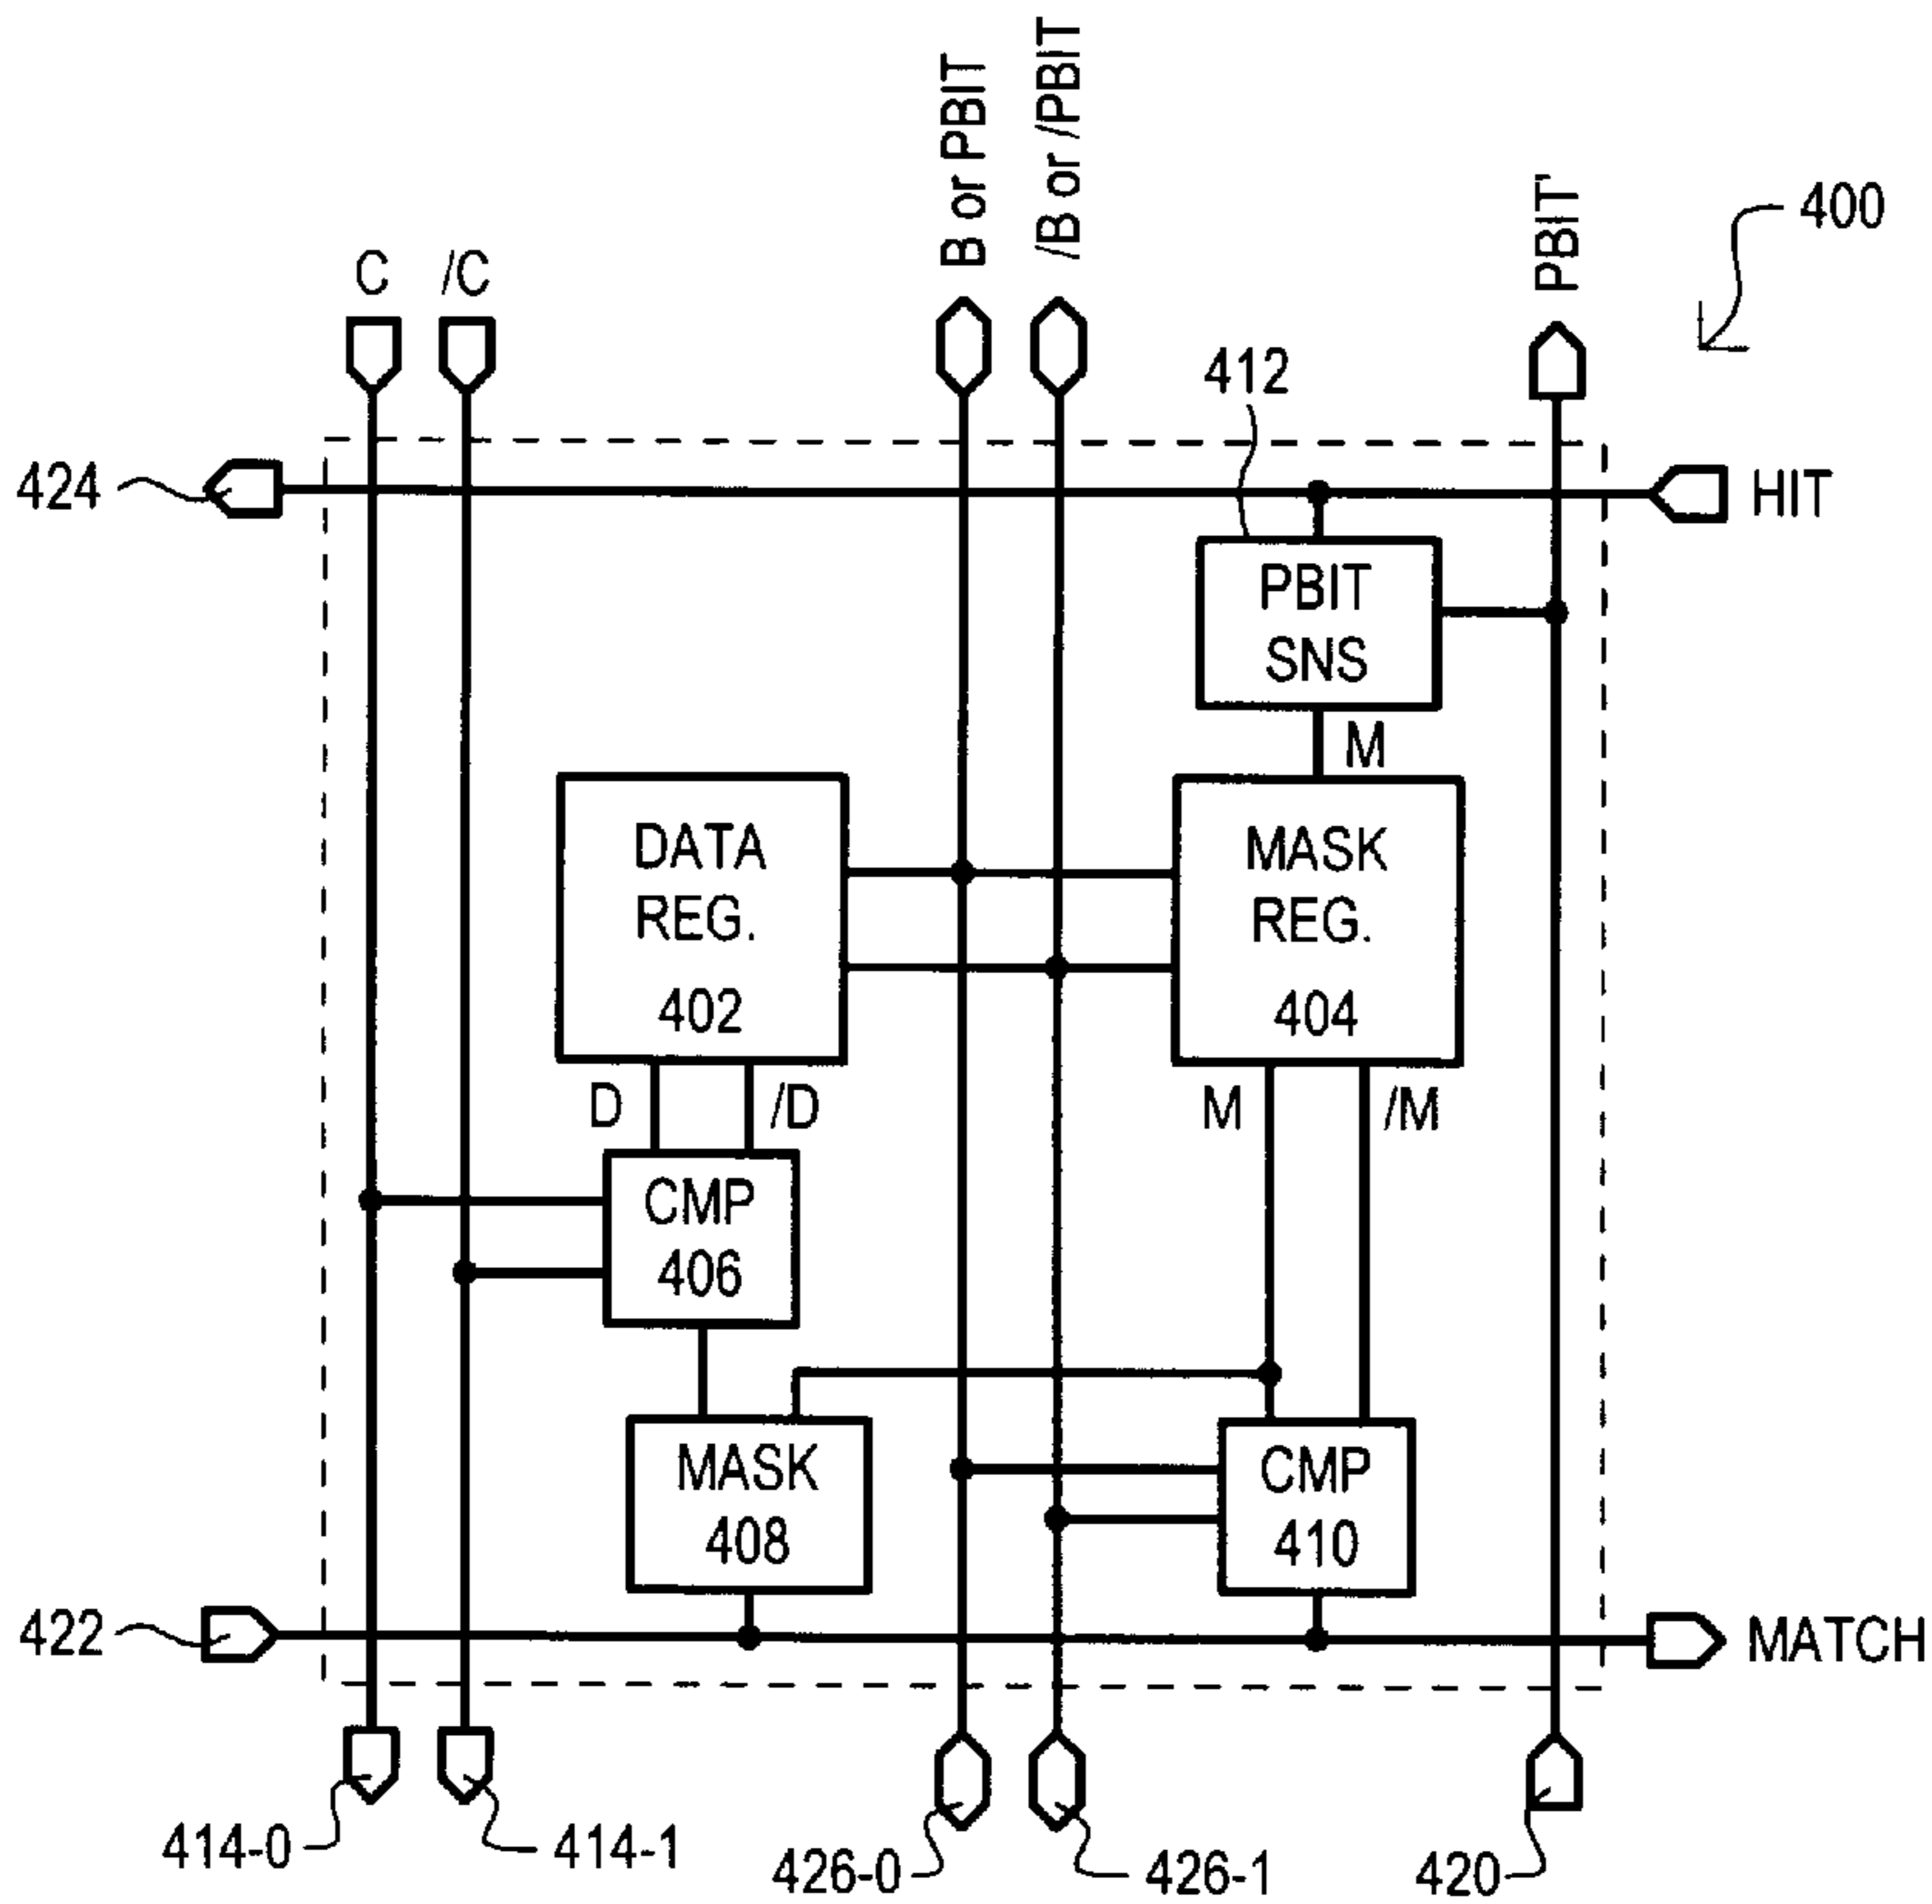 B or PBIT
/B or /PBIT
PBIT
400
C
/C
412
424
HIT
PBIT
SNS
M
DATA
REG.
402
MASK
REG.
404
D
/D
M
/M
CMP
406
MASK
408
CMP
410
422
MATCH
414-0
414-1
426-0
426-1
420